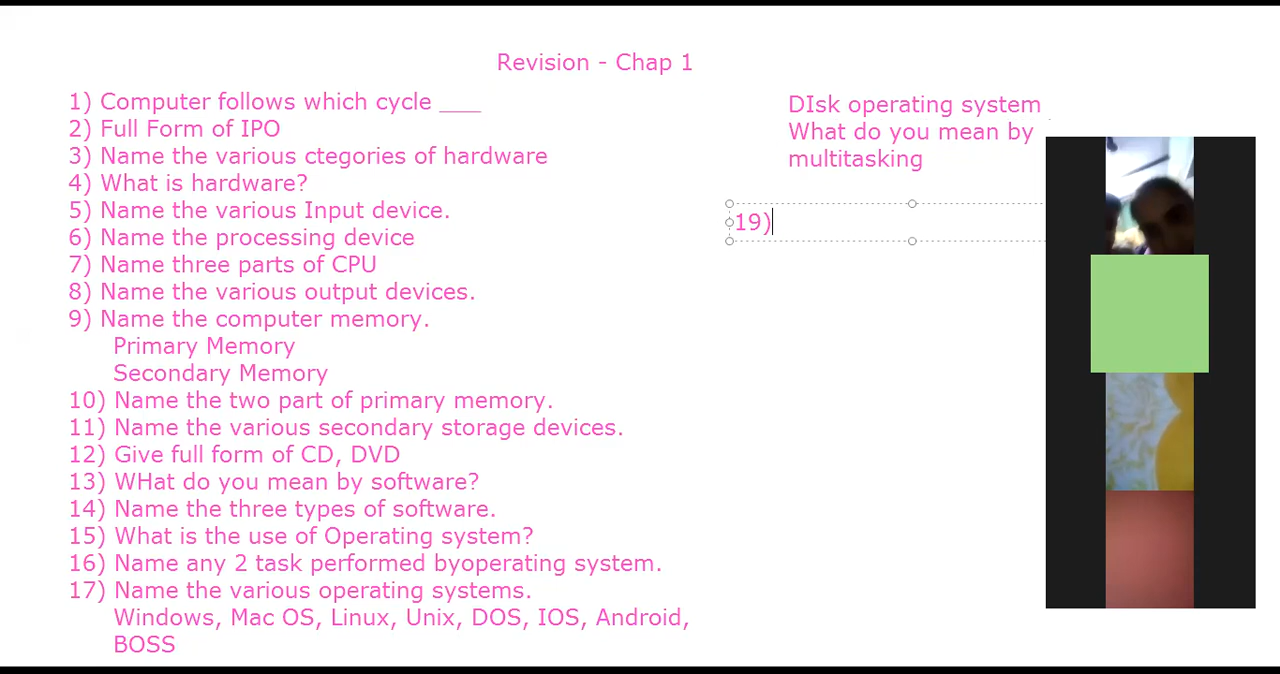 Revision - Chap 1
1) Computer follows which cycle ___
2) Full Form of IPO
3) Name the various ctegories of hardware
4) What is hardware?
5) Name the various Input device.
6) Name the processing device
7) Name three parts of CPU
8) Name the various output devices.
9) Name the computer memory.
Primary Memory
Secondary Memory
10) Name the two part of primary memory.
11) Name the various secondary storage devices.
12) Give full form of CD, DVD
13) WHat do you mean by software?
14) Name the three types of software.
15) What is the use of Operating system?
16) Name any 2 task performed byoperating system.
17) Name the various operating systems.
Windows, Mac OS, Linux, Unix, DOS, IOS, Android,
BOSS
DIsk operating system
What do you mean by
multitasking
19)